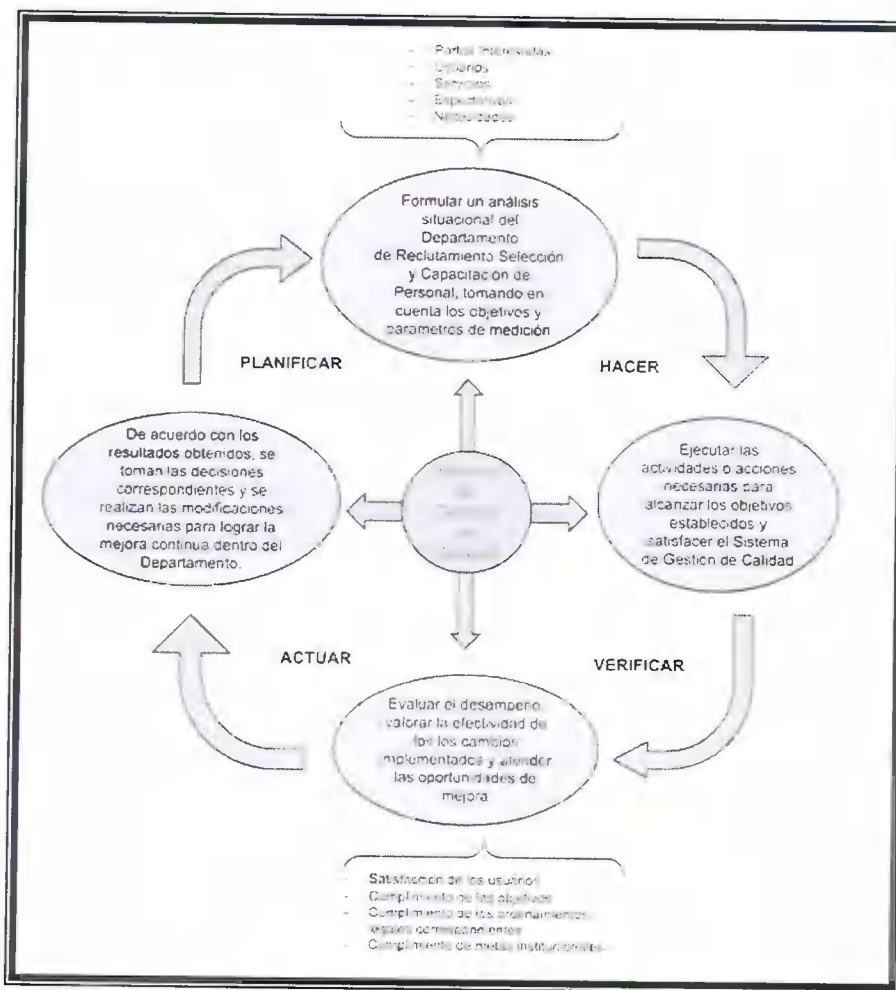 - Partes Interesadas
- Usuarios
- Servicios
- Expectativas
- Necesidades
Formular un análisis
situacional del
Departamento
de Reclutamiento Selección
y Capacitación de
Personal, tomando en
cuenta los objetivos y
parametros de medición
PLANIFICAR
HACER
De acuerdo con los
resultados obtenidos, se
toman las decisiones
correspondientes y se
realizan las modificaciones
necesarias para lograr la
mejora continua dentro del
Departamento.
Ejecutar las
actividades o acciones
necesarias para
alcanzar los objetivos
establecidos y
satisfacer el Sistema
de Gestión de Calidad
ACTUAR
VERIFICAR
Evaluar el desempeño
valorar la efectividad de
los los cambios
implementados y atender
las oportunidades de
mejora
- Satisfacción de los usuarios
- Cumplimiento de los objetivos
- Cumplimiento de los ordenamientos
legales correspondientes
- Cumplimiento de metas institucionales